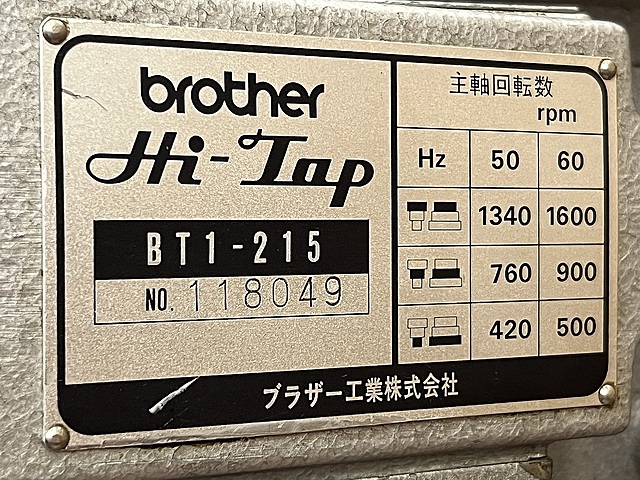 brother
Hi-Tap
BT1-215
NO. 118049
主軸回転数
rpm
Hz 50 60
1340 1600
760 900
420 500
ブラザー工業株式会社